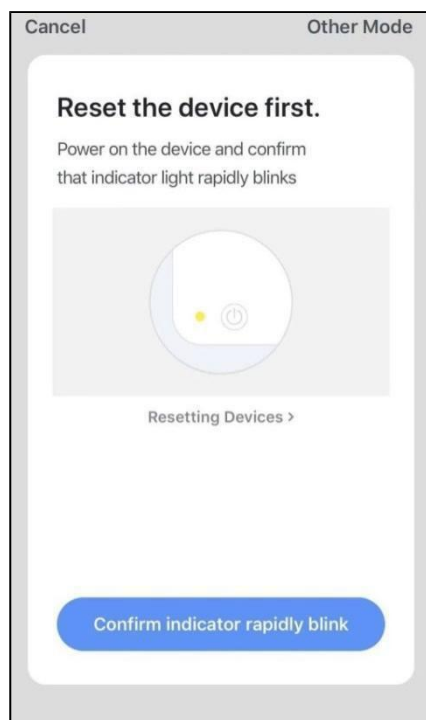 Cancel
Other Mode
Reset the device first.
Power on the device and confirm
that indicator light rapidly blinks
Resetting Devices >
Confirm indicator rapidly blink